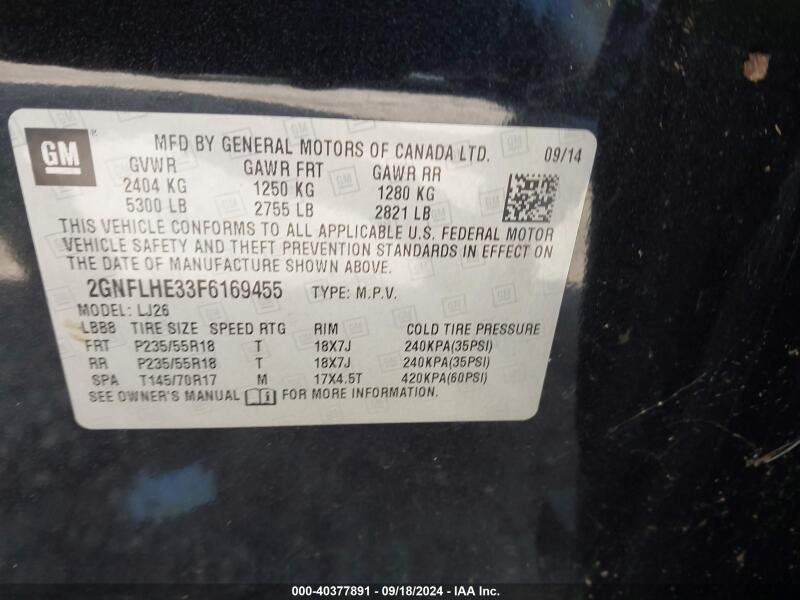 GM ® MFD BY GENERAL MOTORS OF CANADA LTD. 09/14
GVWR GAWR FRT GAWR RR
2404 KG 1250 KG 1280 KG
5300 LB 2755 LB 2821 LB
THIS VEHICLE CONFORMS TO ALL APPLICABLE U.S. FEDERAL MOTOR
VEHICLE SAFETY AND THEFT PREVENTION STANDARDS IN EFFECT ON
THE DATE OF MANUFACTURE SHOWN ABOVE.
2GNFLHE33F6169455 TYPE: M.P.V.
MODEL: LJ26
LBB8 TIRE SIZE SPEED RTG RIM COLD TIRE PRESSURE
FRT P235/55R18 T 18X7J 240KPA(35PSI)
RR P235/55R18 T 18X7J 240KPA(35PSI)
SPA T145/70R17 M 17X4.5T 420KPA(60PSI)
SEE OWNER'S MANUAL FOR MORE INFORMATION.
000-40377891 - 09/18/2024 - IAA Inc.